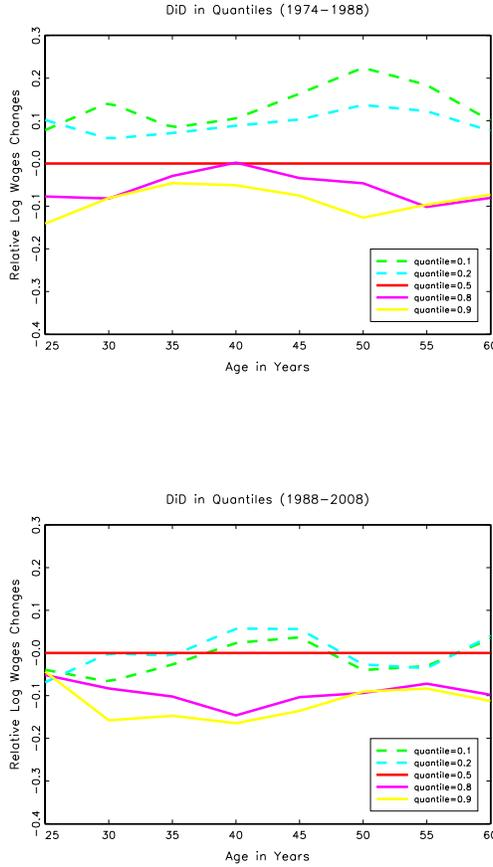 DiD in Quantiles (1974-1988)
Relative Log Wages Changes
0.3
0.2
0.1
-0.0
-0.1
-0.2
-0.3
-0.4
quantile=0.1
quantile=0.2
quantile=0.5
quantile=0.8
quantile=0.9
25 30 35 40 45 50 55 60
Age in Years
DiD in Quantiles (1988-2008)
Relative Log Wages Changes
0.3
0.2
0.1
-0.0
-0.1
-0.2
-0.3
-0.4
quantile=0.1
quantile=0.2
quantile=0.5
quantile=0.8
quantile=0.9
25 30 35 40 45 50 55 60
Age in Years